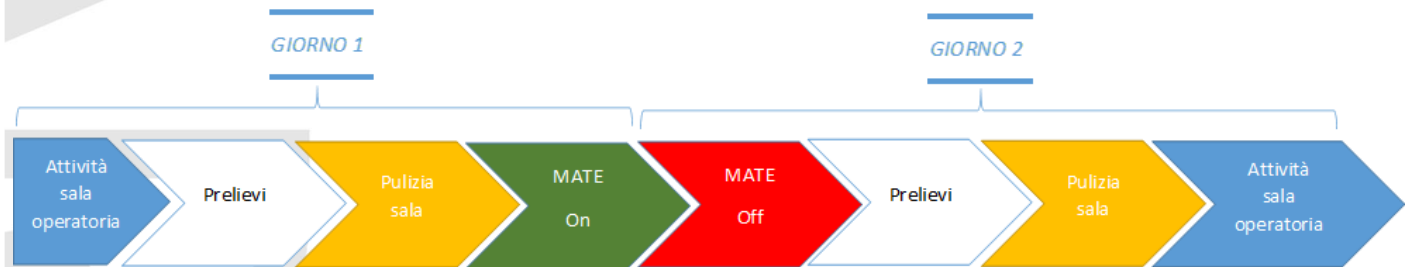 GIORNO 1
GIORNO 2
Attività
sala
operatoria
Prelievi
Pulizia
sala
MATE
On
MATE
Off
Prelievi
Pulizia
sala
Attività
sala
operatoria